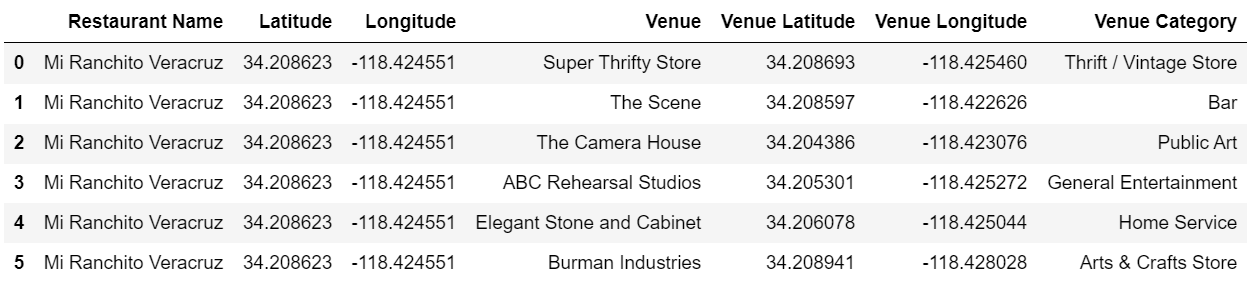 Restaurant Name Latitude Longitude Venue Venue Latitude Venue Longitude Venue Category
0 Mi Ranchito Veracruz 34.208623 -118.424551 Super Thrifty Store 34.208693 -118.425460 Thrift / Vintage Store
1 Mi Ranchito Veracruz 34.208623 -118.424551 The Scene 34.208597 -118.422626 Bar
2 Mi Ranchito Veracruz 34.208623 -118.424551 The Camera House 34.204386 -118.423076 Public Art
3 Mi Ranchito Veracruz 34.208623 -118.424551 ABC Rehearsal Studios 34.205301 -118.425272 General Entertainment
4 Mi Ranchito Veracruz 34.208623 -118.424551 Elegant Stone and Cabinet 34.206078 -118.425044 Home Service
5 Mi Ranchito Veracruz 34.208623 -118.424551 Burman Industries 34.208941 -118.428028 Arts & Crafts Store